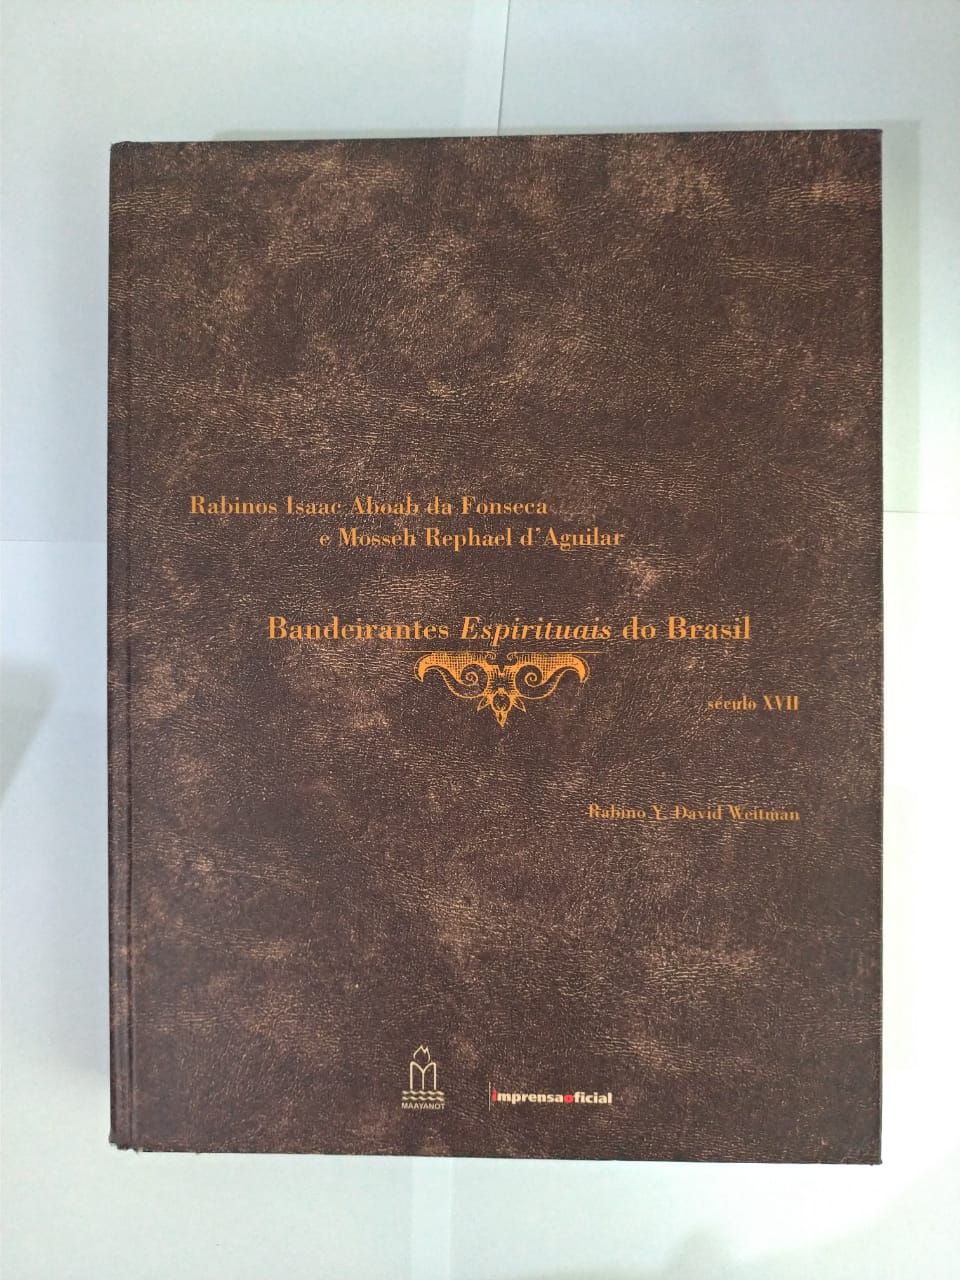 Rabinos Isaac Aboab da Fonseca
e Mosseh Rephael d'Aguilar
Bandeirantes Espirituais do Brasil
século XVII
Rabino Y. David Weitman
MAAYANOT
imprensaoficial